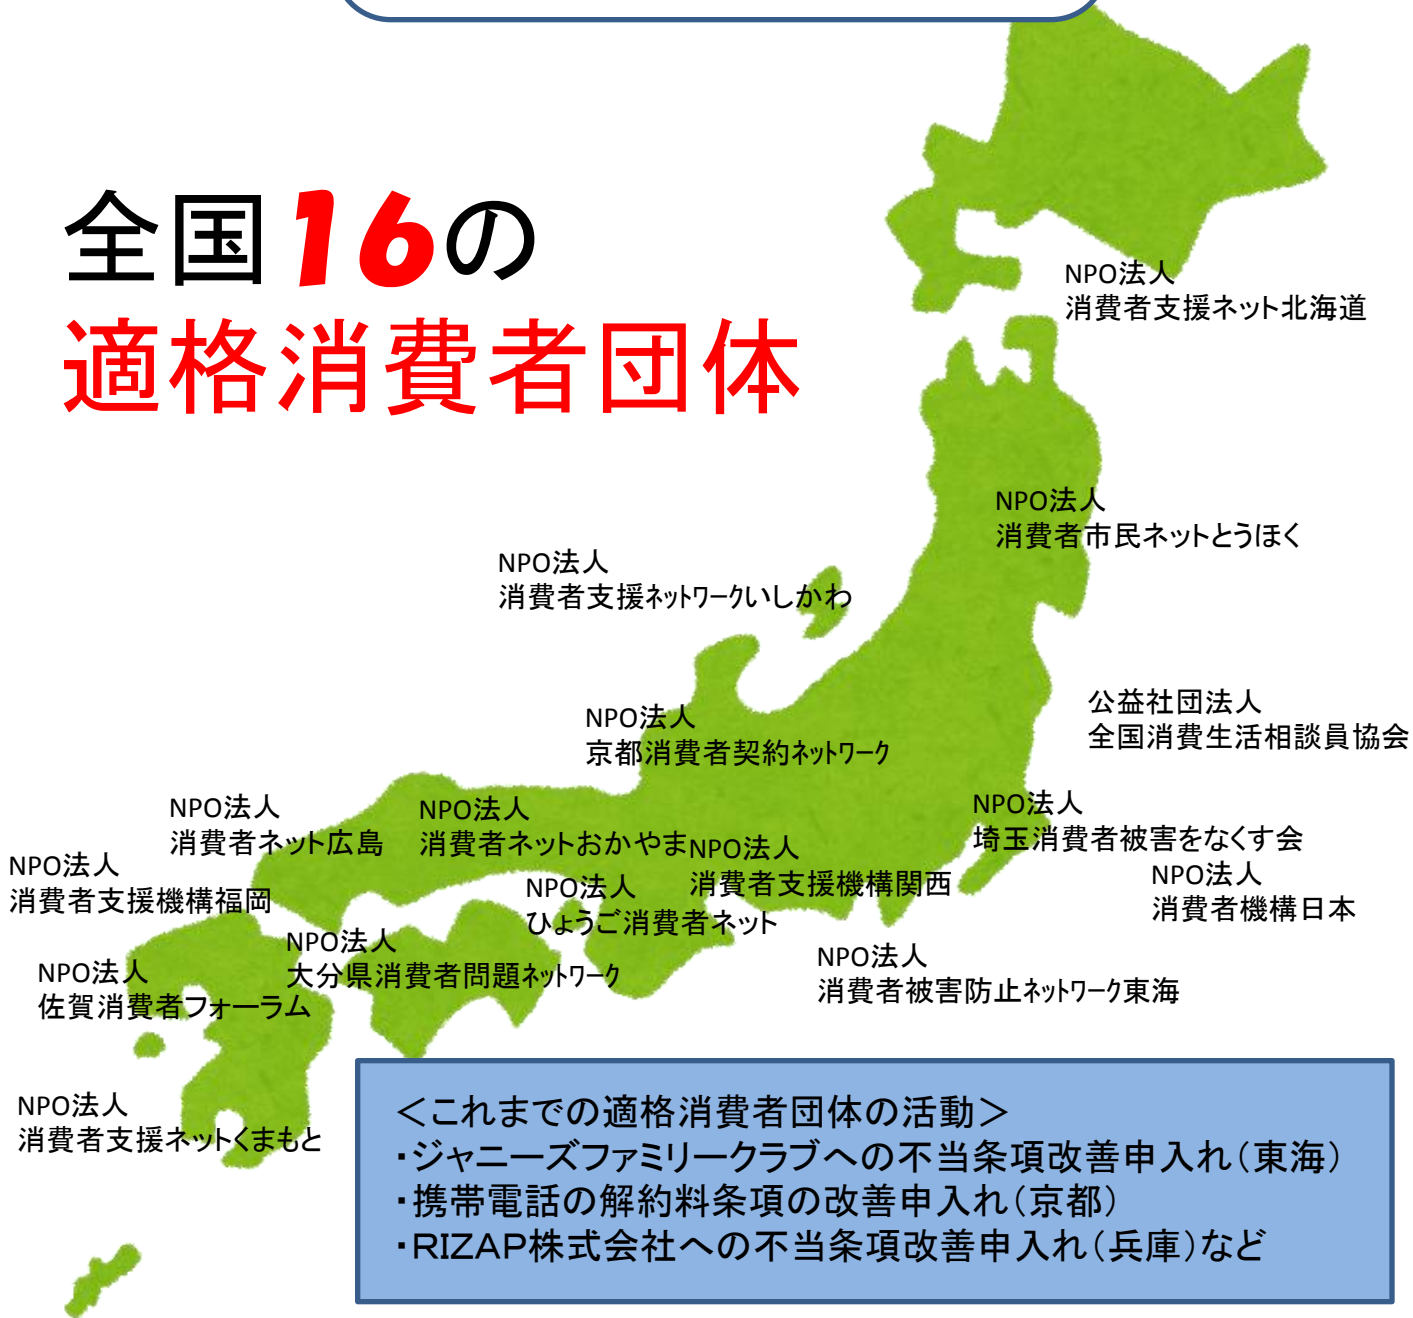 全国16の
適格消費者団体
NPO法人
消費者支援ネット北海道
NPO法人
消費者市民ネットとうほく
NPO法人
消費者支援ネットワークいしかわ
公益社団法人
全国消費生活相談員協会
NPO法人
京都消費者契約ネットワーク
NPO法人
消費者ネット広島
NPO法人
消費者ネットおかやま
NPO法人
埼玉消費者被害をなくす会
NPO法人
消費者支援機構関西
NPO法人
消費者支援機構福岡
NPO法人
消費者機構日本
NPO法人
ひょうご消費者ネット
NPO法人
大分県消費者問題ネットワーク
NPO法人
消費者被害防止ネットワーク東海
NPO法人
佐賀消費者フォーラム
NPO法人
消費者支援ネットくまもと
＜これまでの適格消費者団体の活動＞
・ジャニーズファミリークラブへの不当条項改善申入れ（東海）
・携帯電話の解約料条項の改善申入れ（京都）
・RIZAP株式会社への不当条項改善申入れ（兵庫）など